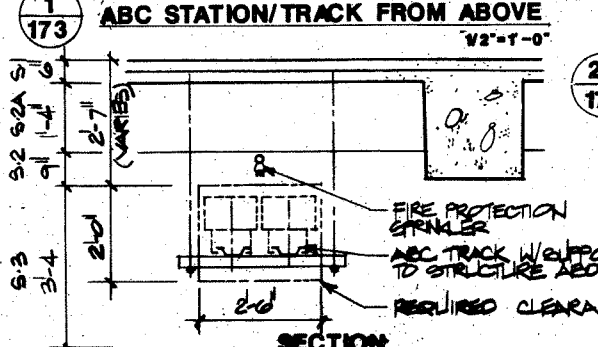 1
173
ABC STATION/TRACK FROM ABOVE
1/2"=1'-0"
2
6"
S.2A
1'-4"
S.2
9"
2'-7"
(VARIES)
S.3
3'-4
2'-0"
2'-6"
FIRE PROTECTION
SPRINKLER
ABC TRACK W/SUPPO
TO STRUCTURE ABO
REQUIRED CLEARA
SECTION